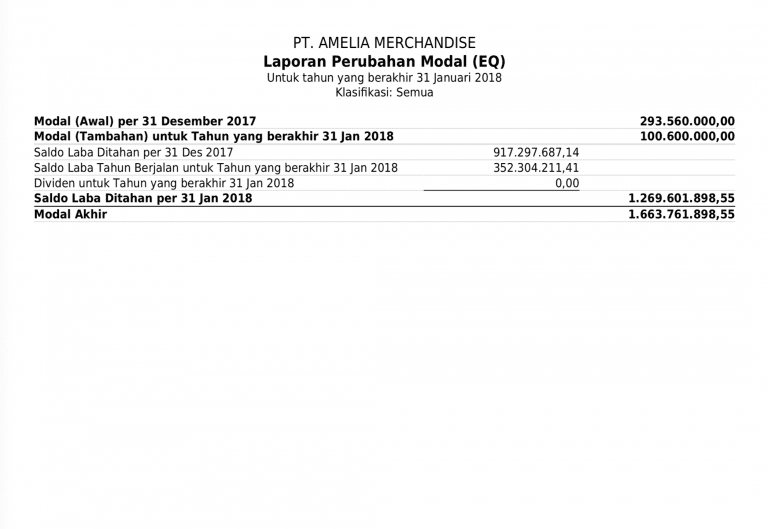 PT. AMELIA MERCHANDISE
Laporan Perubahan Modal (EQ)
Untuk tahun yang berakhir 31 Januari 2018
Klasifikasi: Semua
Modal (Awal) per 31 Desember 2017 293.560.000,00
Modal (Tambahan) untuk Tahun yang berakhir 31 Jan 2018 100.600.000,00
Saldo Laba Ditahan per 31 Des 2017 917.297.687,14
Saldo Laba Tahun Berjalan untuk Tahun yang berakhir 31 Jan 2018 352.304.211,41
Dividen untuk Tahun yang berakhir 31 Jan 2018 0,00
Saldo Laba Ditahan per 31 Jan 2018 1.269.601.898,55
Modal Akhir 1.663.761.898,55